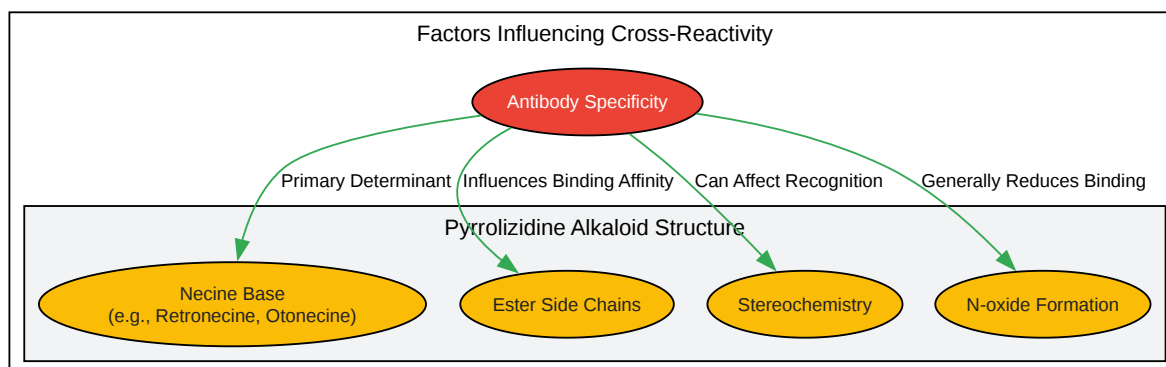 Factors Influencing Cross-Reactivity
Antibody Specificity
Primary Determinant
Influences Binding Affinity
Can Affect Recognition
Generally Reduces Binding
Pyrrolizidine Alkaloid Structure
Necine Base
(e.g., Retronecine, Otonecine)
Ester Side Chains
Stereochemistry
N-oxide Formation